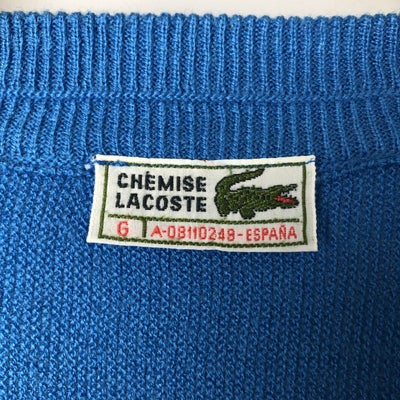 CHEMISE
LACOSTE
G A-08110248-ESPAÑA